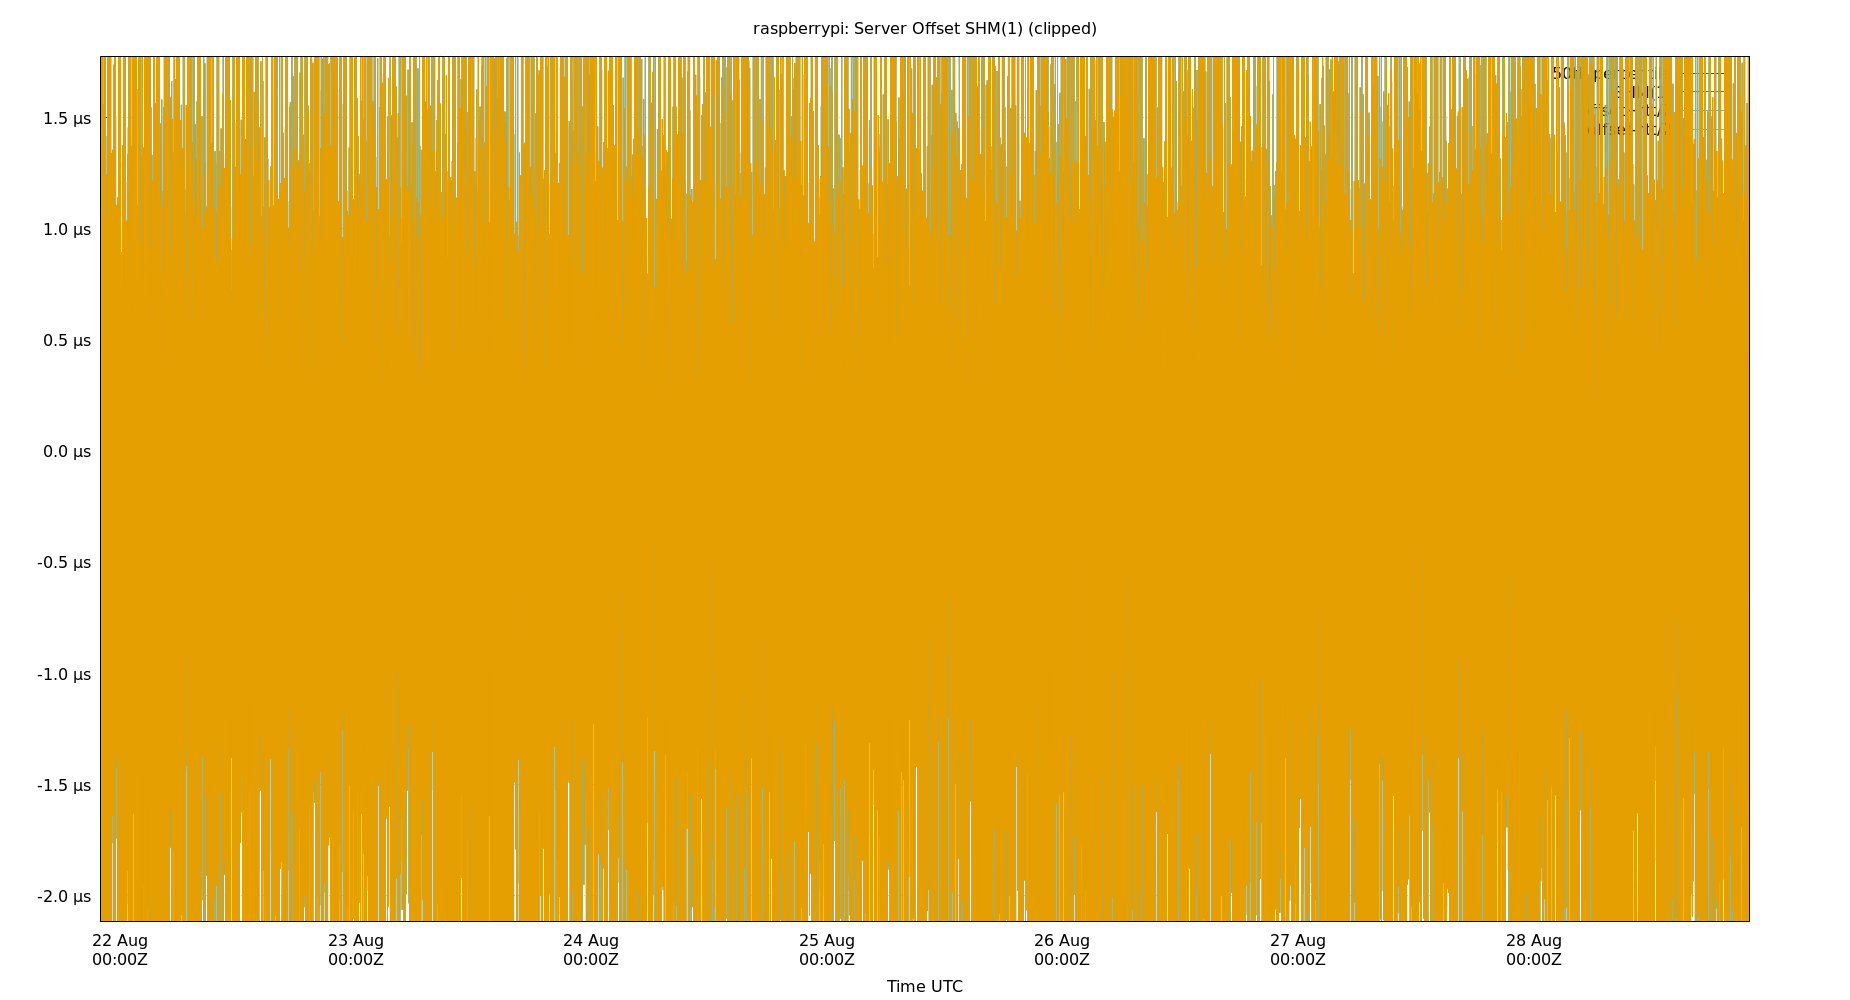 raspberrypi: Server Offset SHM(1) (clipped)
1.5 µs
1.0 µs
0.5 µs
0.0 µs
-0.5 µs
-1.0 µs
-1.5 µs
-2.0 µs
22 Aug 23 Aug 24 Aug 25 Aug 26 Aug 27 Aug 28 Aug
00:00Z 00:00Z 00:00Z 00:00Z 00:00Z 00:00Z 00:00Z
Time UTC